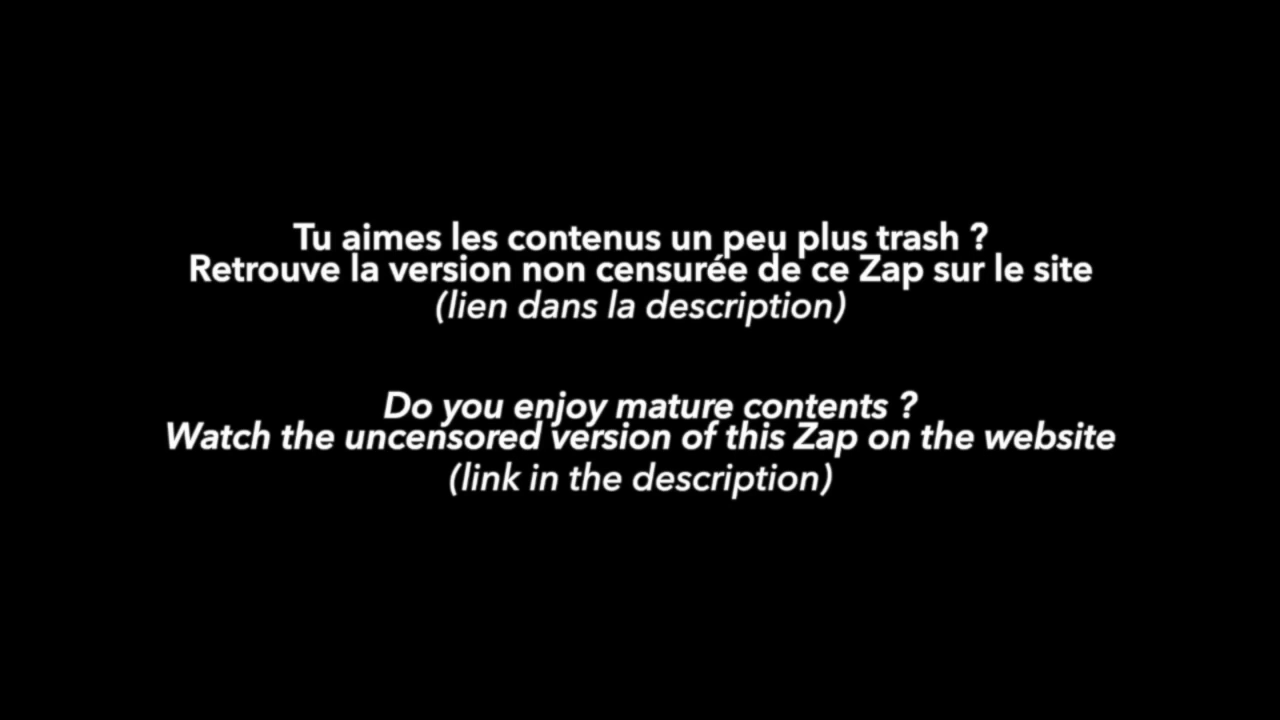 Tu aimes les contenus un peu plus trash ?
Retrouve la version non censurée de ce Zap sur le site
(lien dans la description)
Do you enjoy mature contents ?
Watch the uncensored version of this Zap on the website
(link in the description)